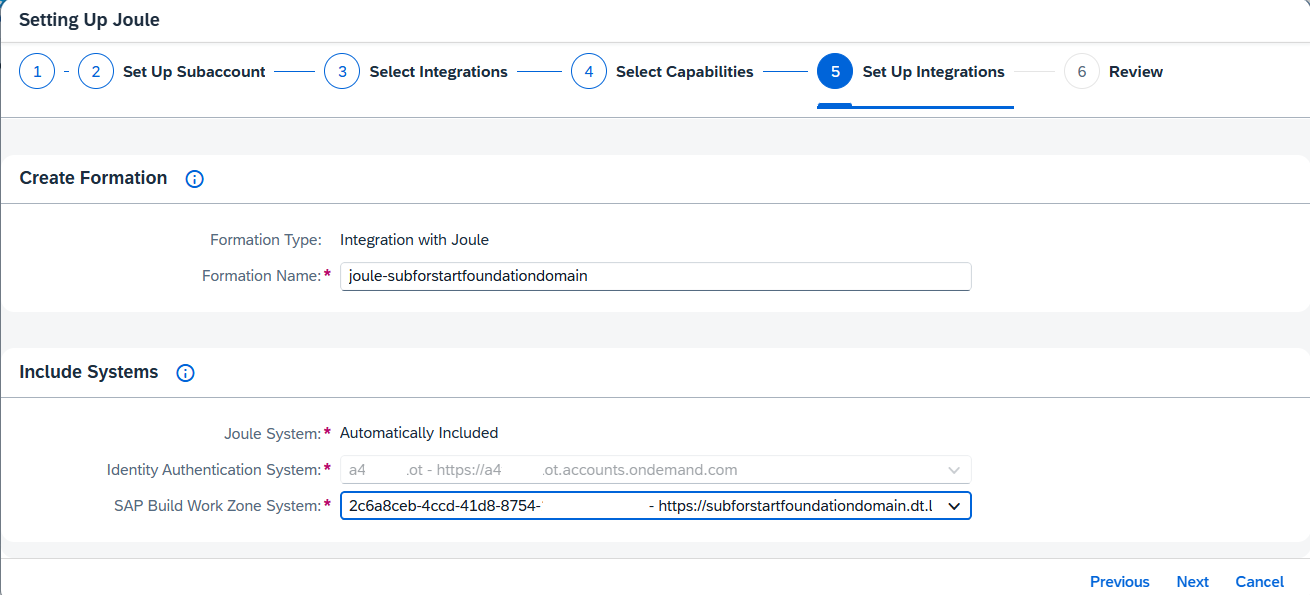 Setting Up Joule
1 - 2 Set Up Subaccount 3 Select Integrations 4 Select Capabilities 5 Set Up Integrations 6 Review
Create Formation
Formation Type: Integration with Joule
Formation Name:* joule-subforstartfoundationdomain
Include Systems
Joule System:* Automatically Included
Identity Authentication System:* a4 .ot - https://a4 .ot.accounts.ondemand.com
SAP Build Work Zone System:* 2c6a8ceb-4ccd-41d8-8754- - https://subforstartfoundationdomain.dt.l
Previous Next Cancel